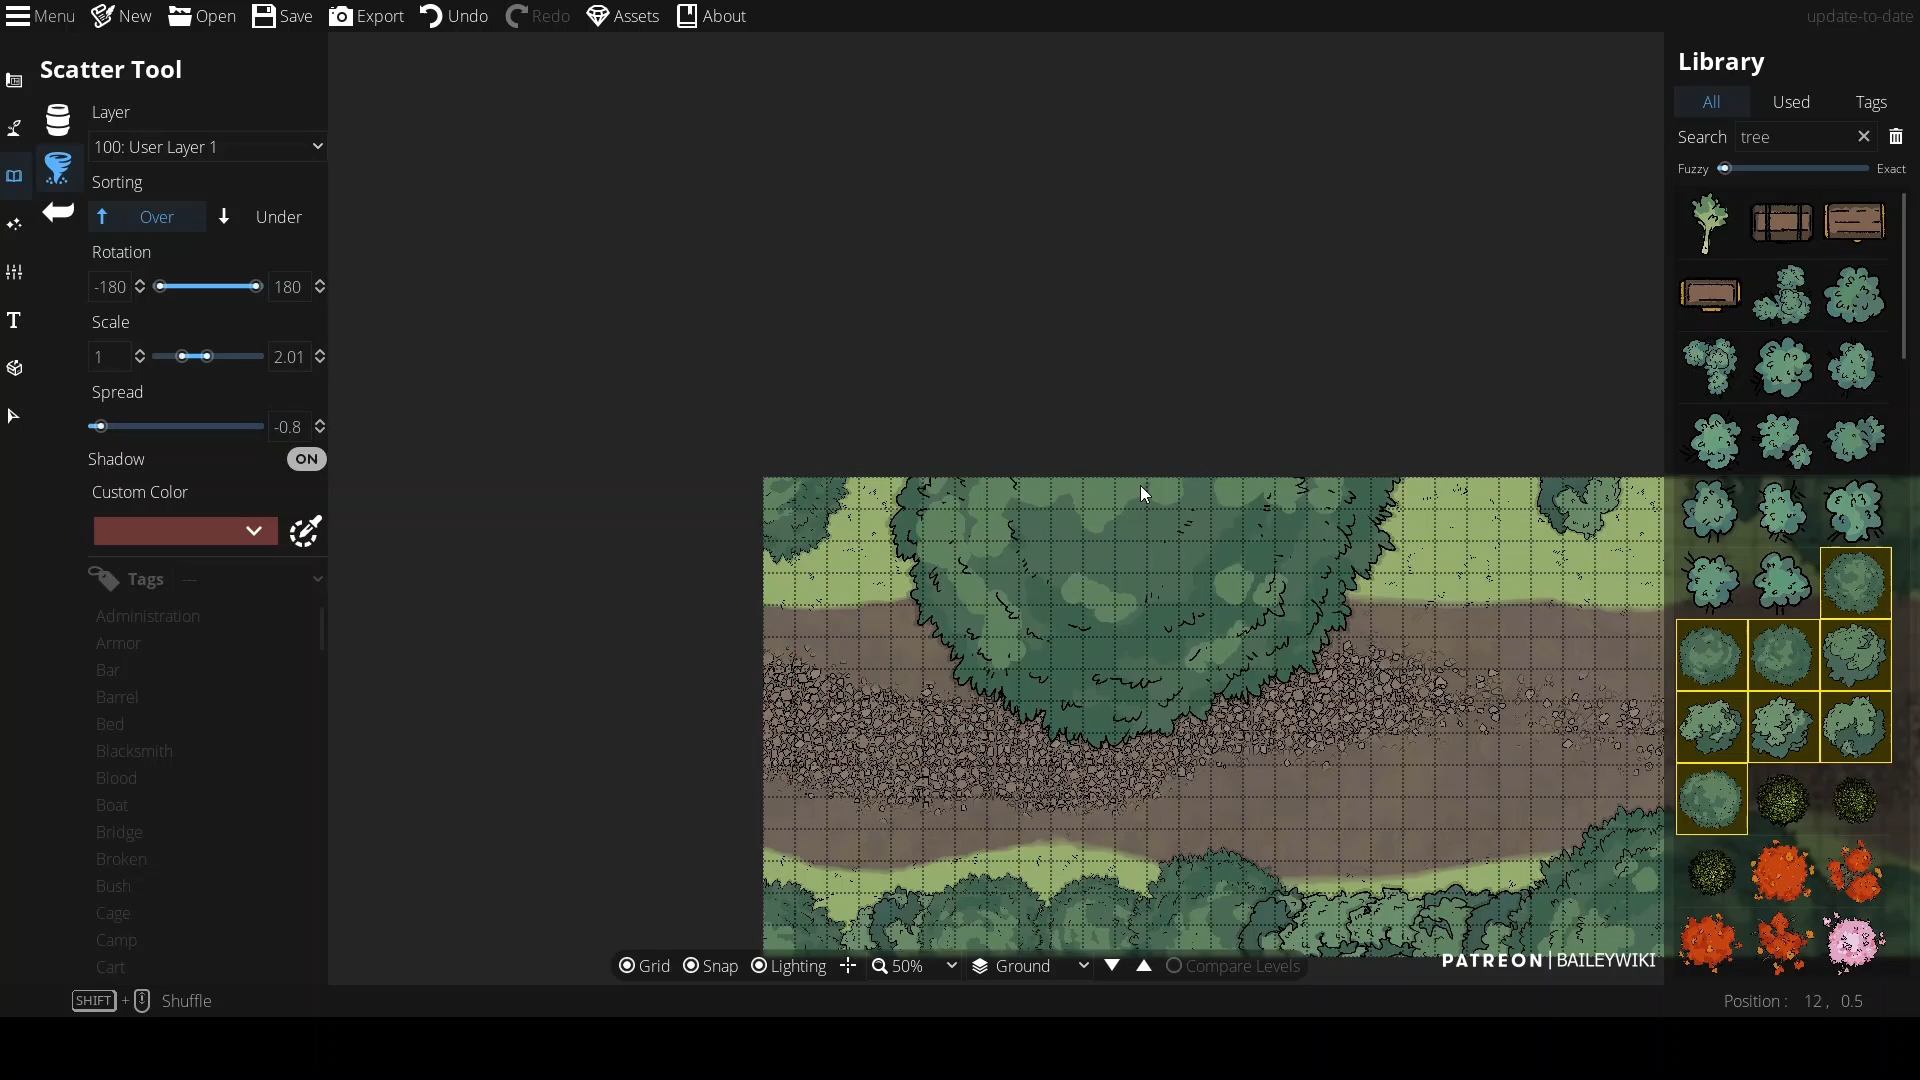 Menu New Open Save Export Undo Redo Assets About update-to-date
Scatter Tool
Layer
100: User Layer 1
Sorting
Over Under
Rotation
-180 180
Scale
1 2.01
Spread
-0.8
Shadow ON
Custom Color
Tags ---
Administration
Armor
Bar
Barrel
Bed
Blacksmith
Blood
Boat
Bridge
Broken
Bush
Cage
Camp
Cart
SHIFT + Shuffle
Library
All Used Tags
Search tree
Fuzzy Exact
Grid Snap Lighting 50% Ground Compare Levels
PATREON | BAILEYWIKI
Position : 12 , 0.5